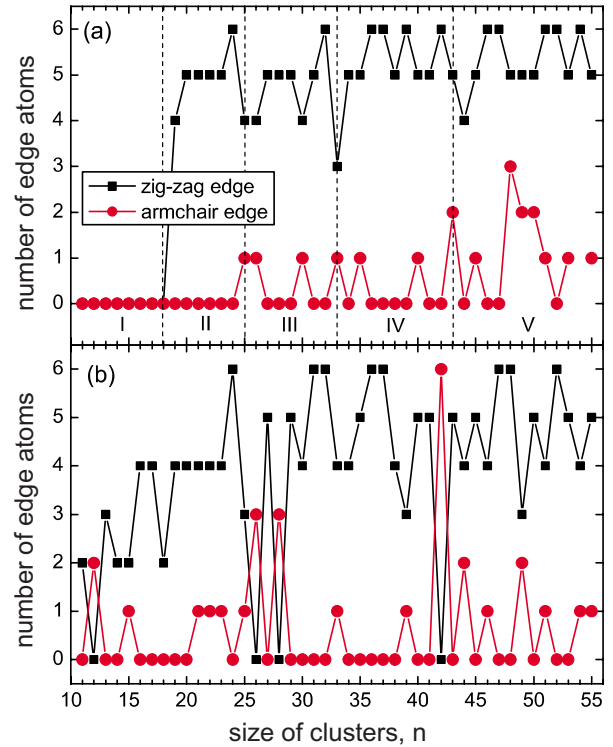 (a)
6
5
4
3
2
1
0
number of edge atoms
zig-zag edge
armchair edge
I II III IV V
(b)
6
5
4
3
2
1
0
number of edge atoms
10 15 20 25 30 35 40 45 50 55
size of clusters, n